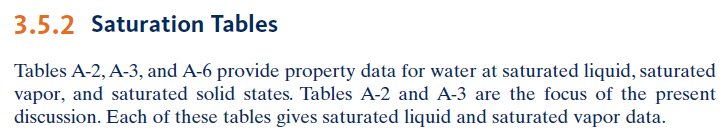 3.5.2 Saturation Tables
Tables A-2, A-3, and A-6 provide property data for water at saturated liquid, saturated
vapor, and saturated solid states. Tables A-2 and A-3 are the focus of the present
discussion. Each of these tables gives saturated liquid and saturated vapor data.